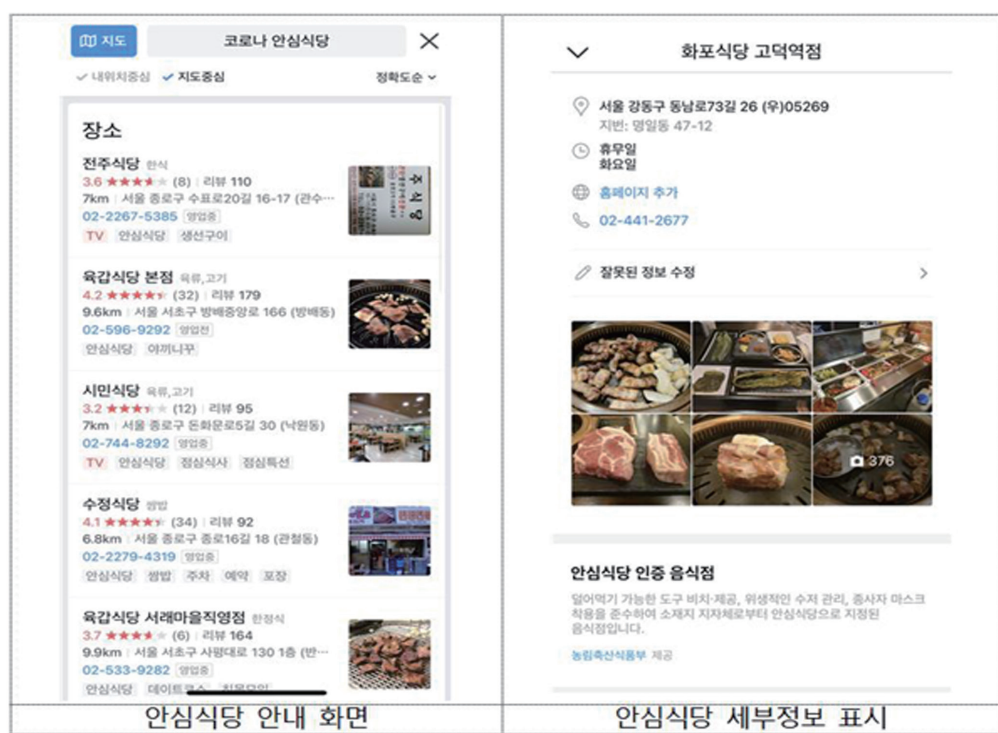 지도
코로나 안심식당
내위치중심 지도중심 정확도순
장소
전주식당 한식
3.6 ★★★★★ (8) 리뷰 110
7km 서울 종로구 수표로20길 16-17 (관수…
02-2267-5385 영업중
TV 안심식당 생선구이
주식당
육갑식당 본점 육류,고기
4.2 ★★★★★ (32) 리뷰 179
9.6km 서울 서초구 방배중앙로 166 (방배동)
02-596-9292 영업전
안심식당 야끼니꾸
시민식당 육류,고기
3.2 ★★★★★ (12) 리뷰 95
7km 서울 종로구 돈화문로5길 30 (낙원동)
02-744-8292 영업중
TV 안심식당 점심식사 점심특선
수정식당 쌈밥
4.1 ★★★★★ (34) 리뷰 92
6.8km 서울 종로구 종로16길 18 (관철동)
02-2279-4319 영업중
안심식당 쌈밥 주차 예약 포장
육갑식당 서래마을직영점 한정식
3.7 ★★★★★ (6) 리뷰 164
9.9km 서울 서초구 사평대로 130 1층 (반…
02-533-9282 영업중
안심식당 데이트코스
안심식당 안내 화면
화포식당 고덕역점
서울 강동구 동남로73길 26 (우)05269
지번: 명일동 47-12
휴무일
화요일
홈페이지 추가
02-441-2677
잘못된 정보 수정
376
안심식당 인증 음식점
덜어먹기 가능한 도구 비치·제공, 위생적인 수저 관리, 종사자 마스크
착용을 준수하여 소재지 지자체로부터 안심식당으로 지정된
음식점입니다.
농림축산식품부 제공
안심식당 세부정보 표시